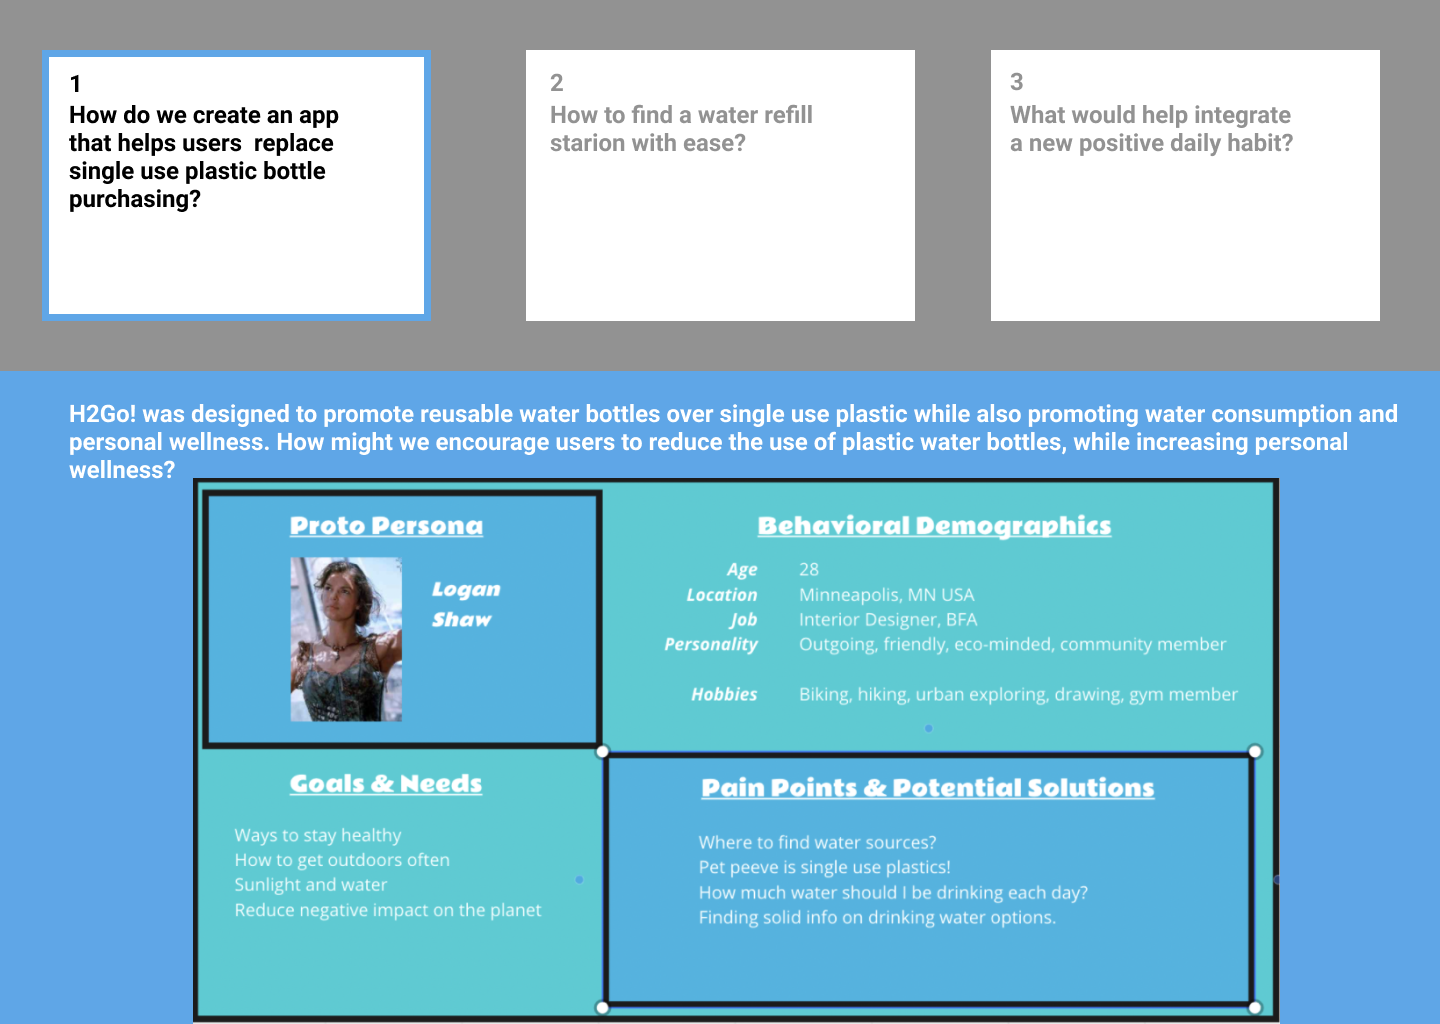 1
How do we create an app
that helps users  replace
single use plastic bottle
purchasing?
2
How to find a water refill
starion with ease?
3
What would help integrate
a new positive daily habit?
H2Go! was designed to promote reusable water bottles over single use plastic while also promoting water consumption and
personal wellness. How might we encourage users to reduce the use of plastic water bottles, while increasing personal
wellness?
Proto Persona
Logan
Shaw
Behavioral Demographics
Age 28
Location Minneapolis, MN USA
Job Interior Designer, BFA
Personality Outgoing, friendly, eco-minded, community member
Hobbies Biking, hiking, urban exploring, drawing, gym member
Goals & Needs
Ways to stay healthy
How to get outdoors often
Sunlight and water
Reduce negative impact on the planet
Pain Points & Potential Solutions
Where to find water sources?
Pet peeve is single use plastics!
How much water should I be drinking each day?
Finding solid info on drinking water options.